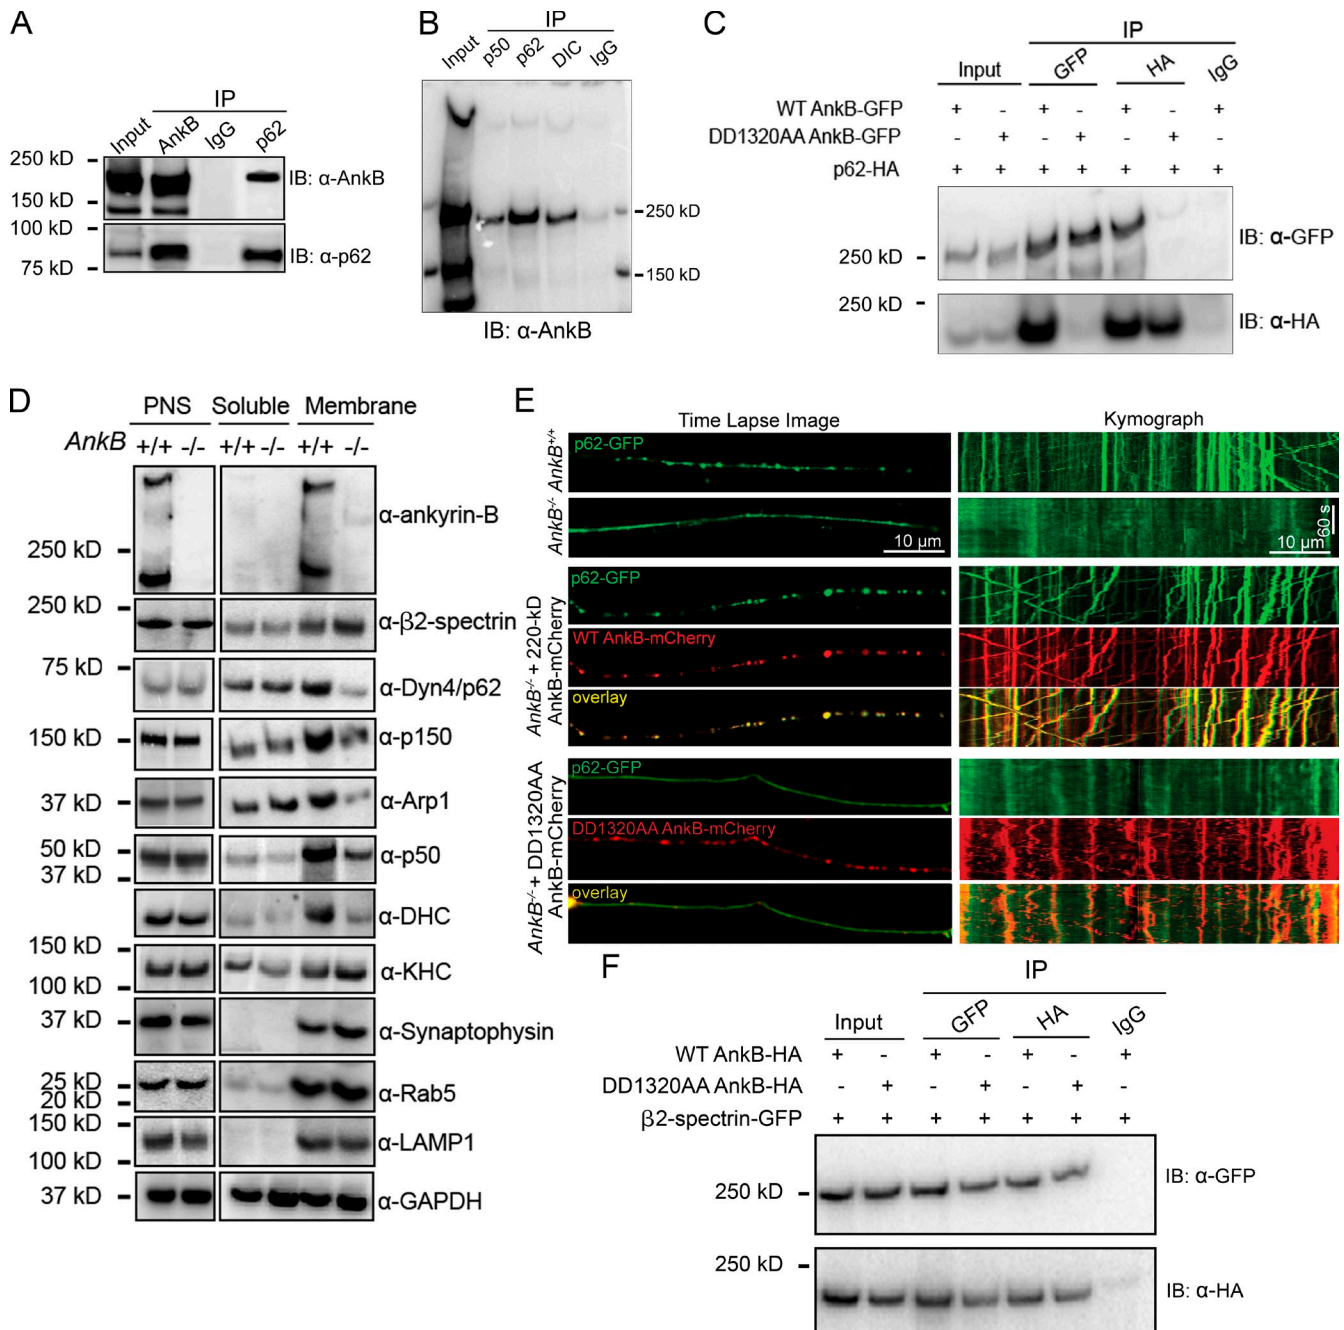 A
IP
Input AnkB IgG p62
250 kD
150 kD
IB: α-AnkB
100 kD
75 kD
IB: α-p62
B
IP
Input p50 p62 DIC IgG
250 kD
150 kD
IB: α-AnkB
C
IP
Input GFP HA IgG
WT AnkB-GFP + - + - + - +
DD1320AA AnkB-GFP - + - + - + -
p62-HA + + + + + + +
250 kD
IB: α-GFP
250 kD
IB: α-HA
D
PNS Soluble Membrane
AnkB +/+ -/- +/+ -/- +/+ -/-
α-ankyrin-B
250 kD
250 kD
α-β2-spectrin
75 kD
α-Dyn4/p62
150 kD
α-p150
37 kD
α-Arp1
50 kD
37 kD
α-p50
α-DHC
150 kD
100 kD
α-KHC
37 kD
α-Synaptophysin
25 kD
20 kD
α-Rab5
150 kD
100 kD
α-LAMP1
37 kD
α-GAPDH
E
Time Lapse Image Kymograph
AnkB+/+
p62-GFP
AnkB-/-
10 µm
10 µm
60 s
AnkB-/- + 220-kD
AnkB-mCherry
p62-GFP
WT AnkB-mCherry
overlay
AnkB-/- + DD1320AA
AnkB-mCherry
p62-GFP
DD1320AA AnkB-mCherry
overlay
F
IP
Input GFP HA IgG
WT AnkB-HA + - + - + - +
DD1320AA AnkB-HA - + - + - + -
β2-spectrin-GFP + + + + + + +
250 kD
IB: α-GFP
250 kD
IB: α-HA